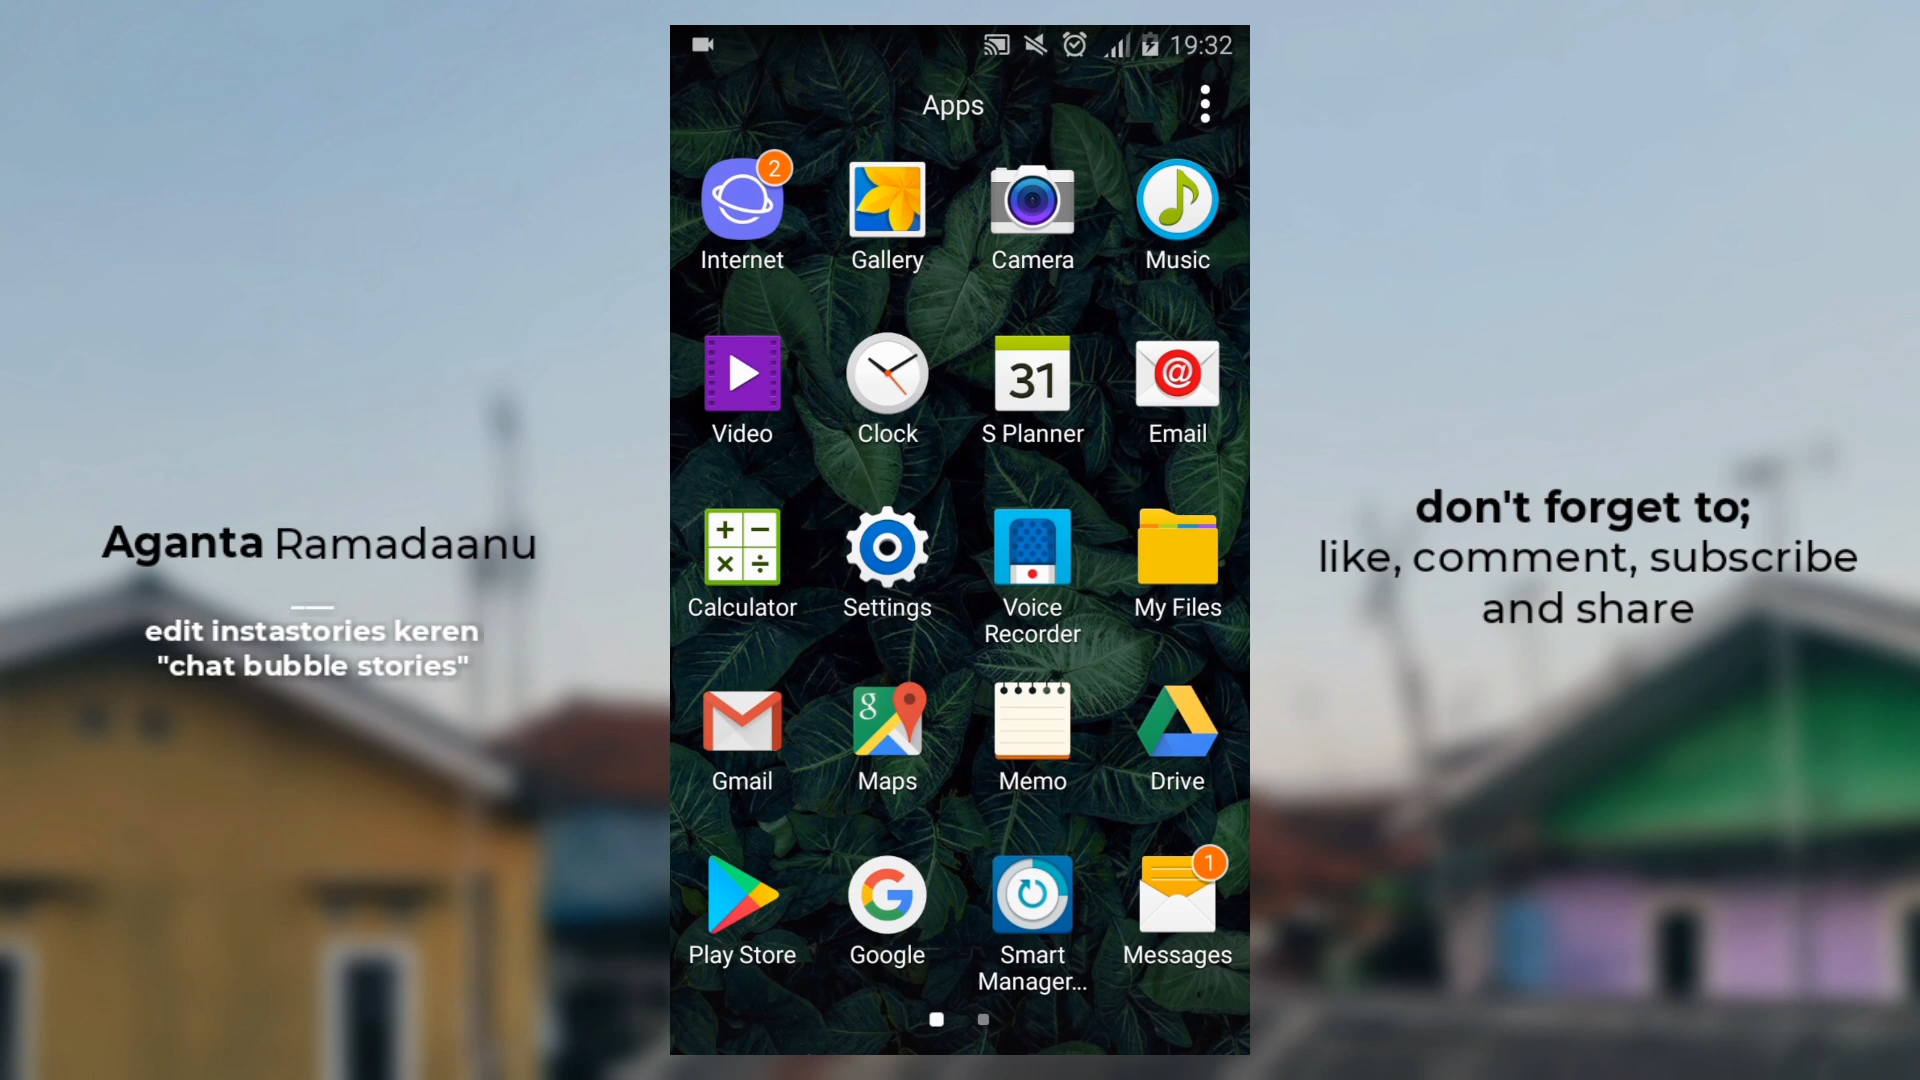 19:32
Apps
2
Internet
Gallery
Camera
Music
31
@
Video
Clock
S Planner
Email
Calculator
Settings
Voice
Recorder
My Files
g
Gmail
Maps
Memo
Drive
G
1
Play Store
Google
Smart
Manager...
Messages
Aganta Ramadaanu
edit instastories keren
"chat bubble stories"
don't forget to;
like, comment, subscribe
and share